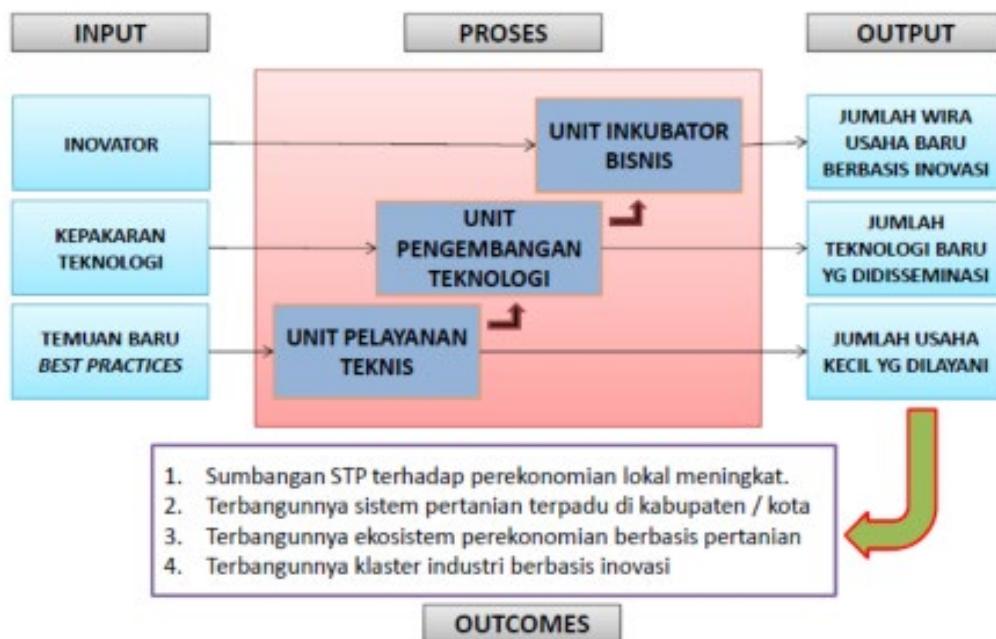 INPUT
PROSES
OUTPUT
INOVATOR
UNIT INKUBATOR
BISNIS
JUMLAH WIRA
USAHA BARU
BERBASIS INOVASI
KEPAKARAN
TEKNOLOGI
UNIT
PENGEMBANGAN
TEKNOLOGI
JUMLAH
TEKNOLOGI BARU
YG DIDISSEMINASI
TEMUAN BARU
BEST PRACTICES
UNIT PELAYANAN
TEKNIS
JUMLAH USAHA
KECIL YG DILAYANI
1. Sumbangan STP terhadap perekonomian lokal meningkat.
2. Terbangunnya sistem pertanian terpadu di kabupaten / kota
3. Terbangunnya ekosistem perekonomian berbasis pertanian
4. Terbangunnya klaster industri berbasis inovasi
OUTCOMES